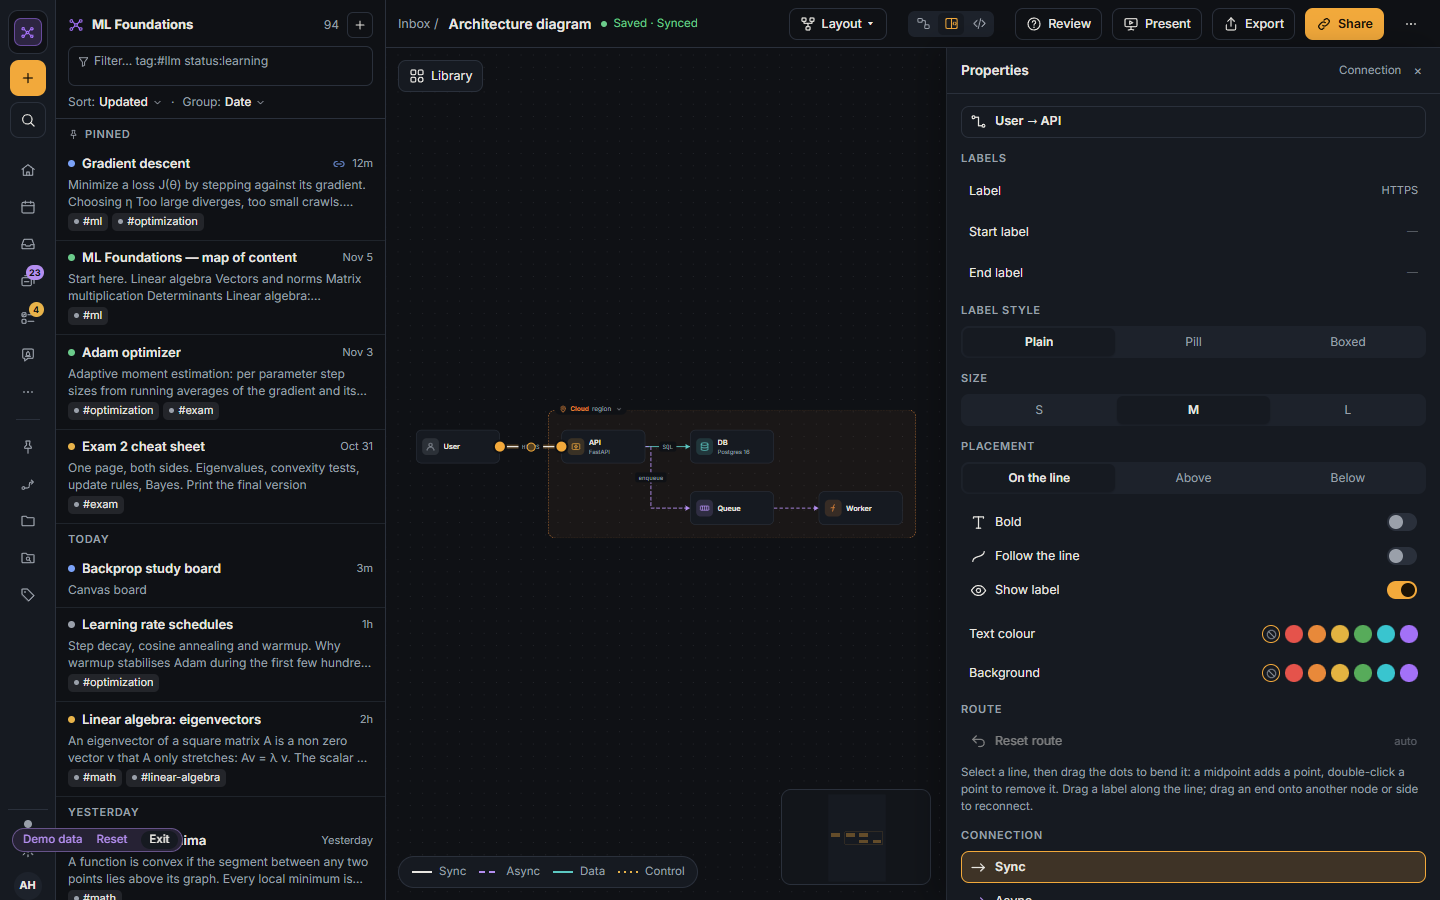 ML Foundations
94
Filter... tag:#llm status:learning
Sort: Updated · Group: Date
PINNED
Gradient descent
12m
Minimize a loss J(θ) by stepping against its gradient.
Choosing η Too large diverges, too small crawls....
#ml #optimization
ML Foundations — map of content
Nov 5
Start here. Linear algebra Vectors and norms Matrix
multiplication Determinants Linear algebra:...
#ml
Adam optimizer
Nov 3
Adaptive moment estimation: per parameter step
sizes from running averages of the gradient and its...
#optimization #exam
Exam 2 cheat sheet
Oct 31
One page, both sides. Eigenvalues, convexity tests,
update rules, Bayes. Print the final version
#exam
TODAY
Backprop study board
3m
Canvas board
Learning rate schedules
1h
Step decay, cosine annealing and warmup. Why
warmup stabilises Adam during the first few hundre...
#optimization
Linear algebra: eigenvectors
2h
An eigenvector of a square matrix A is a non zero
vector v that A only stretches: Av = λ v. The scalar ...
#math #linear-algebra
YESTERDAY
ima
Yesterday
A function is convex if the segment between any two
points lies above its graph. Every local minimum is...
#math
23
4
Demo data Reset Exit
AH
Inbox / Architecture diagram
Saved · Synced
Layout
Review
Present
Export
Share
Library
Cloud region
User
API
FastAPI
SQL
DB
Postgres 16
enqueue
Queue
Worker
Sync
Async
Data
Control
Properties
Connection
User → API
LABELS
Label
HTTPS
Start label
—
End label
—
LABEL STYLE
Plain
Pill
Boxed
SIZE
S
M
L
PLACEMENT
On the line
Above
Below
Bold
Follow the line
Show label
Text colour
Background
ROUTE
Reset route
auto
Select a line, then drag the dots to bend it: a midpoint adds a point, double-click a
point to remove it. Drag a label along the line; drag an end onto another node or side
to reconnect.
CONNECTION
Sync
Async